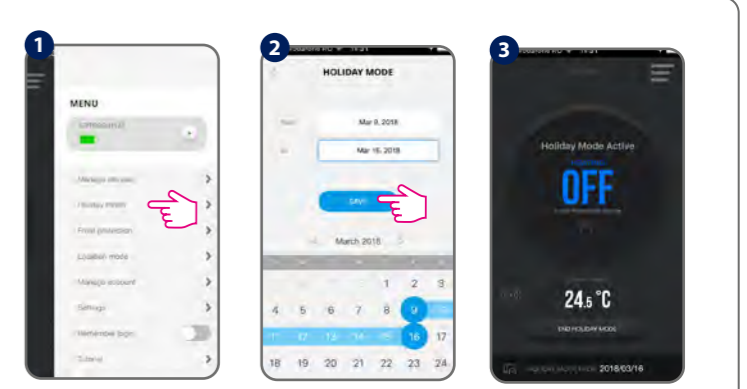 1
MENU
Manage devices
Holiday mode
Frost protection
Location mode
Manage account
Settings
Remember login
Tutorial
2
HOLIDAY MODE
Mar 9, 2018
to
Mar 16, 2018
SAVE
March 2018
1 2 3
4 5 6 7 8 9 10
11 12 13 14 15 16 17
18 19 20 21 22 23 24
3
Holiday Mode Active
OFF
24.5 °C
END HOLIDAY MODE
2018/03/16